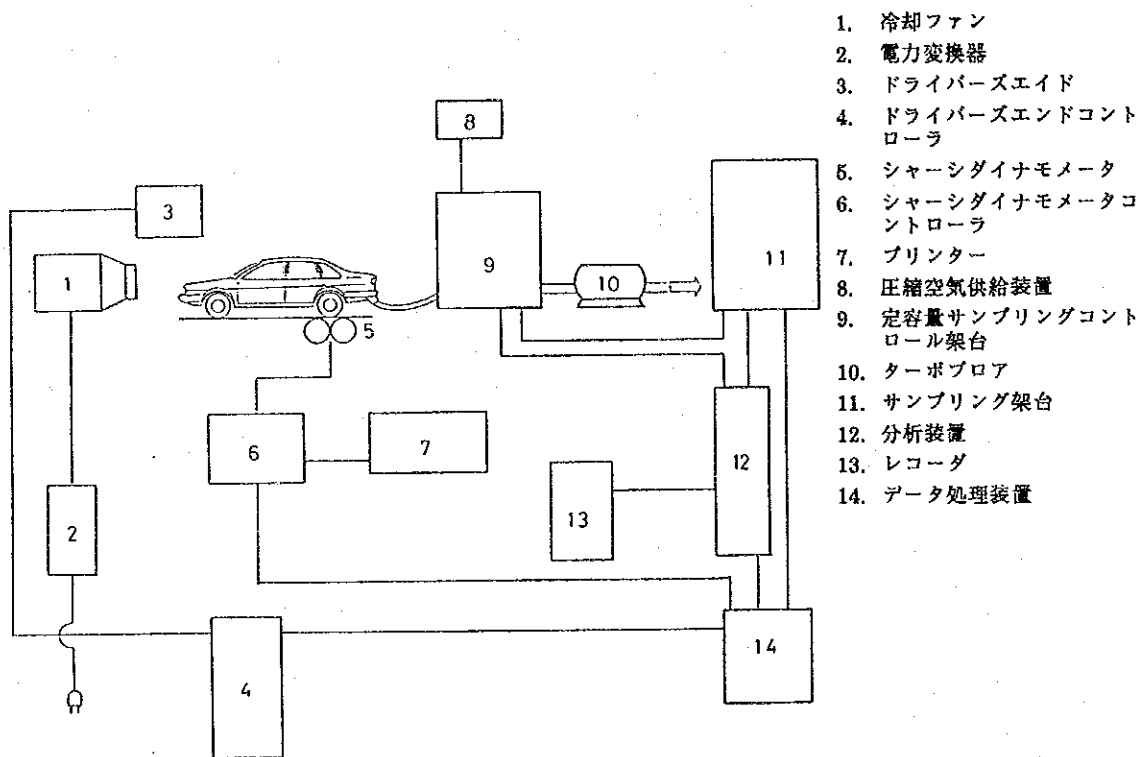 1. 冷却ファン
2. 電力変換器
3. ドライバーズエイド
4. ドライバーズエンドコント
ローラ
5. シャーシダイナモメータ
6. シャーシダイナモメータコ
ントローラ
7. プリンター
8. 圧縮空気供給装置
9. 定容量サンプリングコント
ロール架台
10. ターボブロア
11. サンプリング架台
12. 分析装置
13. レコーダ
14. データ処理装置
8
3
1
9
10
11
5
6
7
12
13
2
4
14